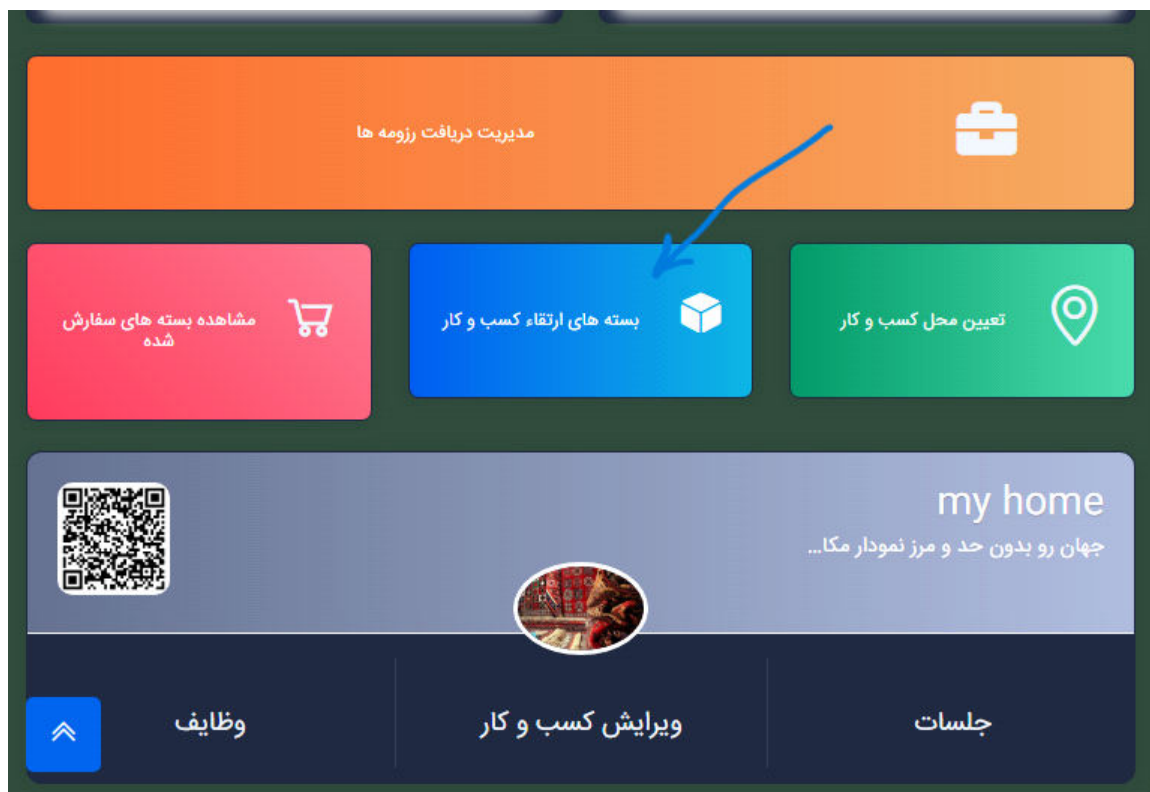 مدیریت دریافت رزومه ها
تعیین محل کسب و کار
بسته های ارتقاء کسب و کار
مشاهده بسته های سفارش
شده
my home
جهان رو بدون حد و مرز نمودار مکا...
جلسات
ویرایش کسب و کار
وظایف